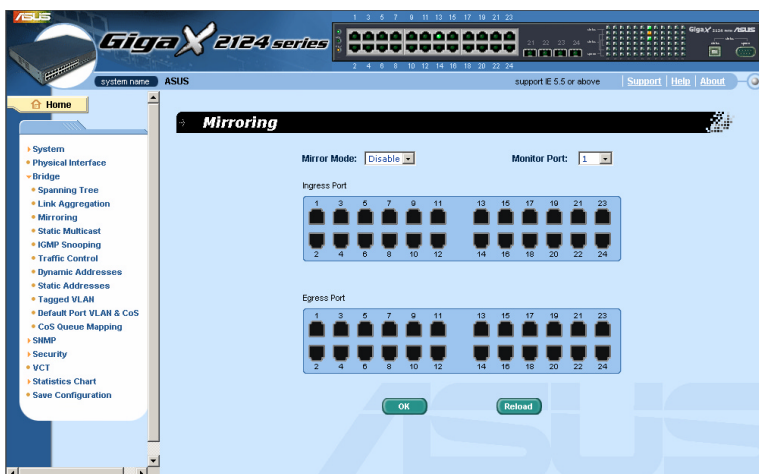 /ISUS
1 3 5 7 9 11 13 15 17 19 21 23
GigaX 2124 series
21 22 23 24
GigaX 2124 series /ISUS
2 4 6 8 10 12 14 16 18 20 22 24
system name ASUS support IE 5.5 or above | Support | Help | About
Home
Mirroring
System
Physical Interface
Bridge
Spanning Tree
Link Aggregation
Mirroring
Static Multicast
IGMP Snooping
Traffic Control
Dynamic Addresses
Static Addresses
Tagged VLAN
Default Port VLAN & CoS
CoS Queue Mapping
SNMP
Security
VCT
Statistics Chart
Save Configuration
Mirror Mode: Disable Monitor Port: 1
Ingress Port
1 3 5 7 9 11 13 15 17 19 21 23
2 4 6 8 10 12 14 16 18 20 22 24
Egress Port
1 3 5 7 9 11 13 15 17 19 21 23
2 4 6 8 10 12 14 16 18 20 22 24
OK Reload
ASUS